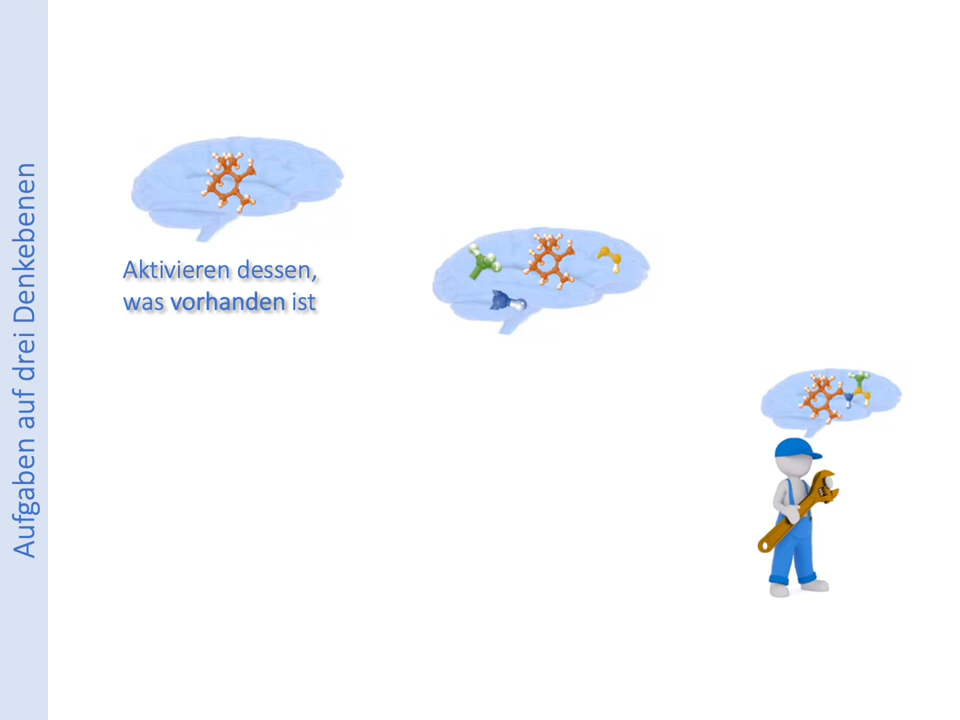 Aufgaben auf drei Denkebenen
Aktivieren dessen,
was vorhanden ist